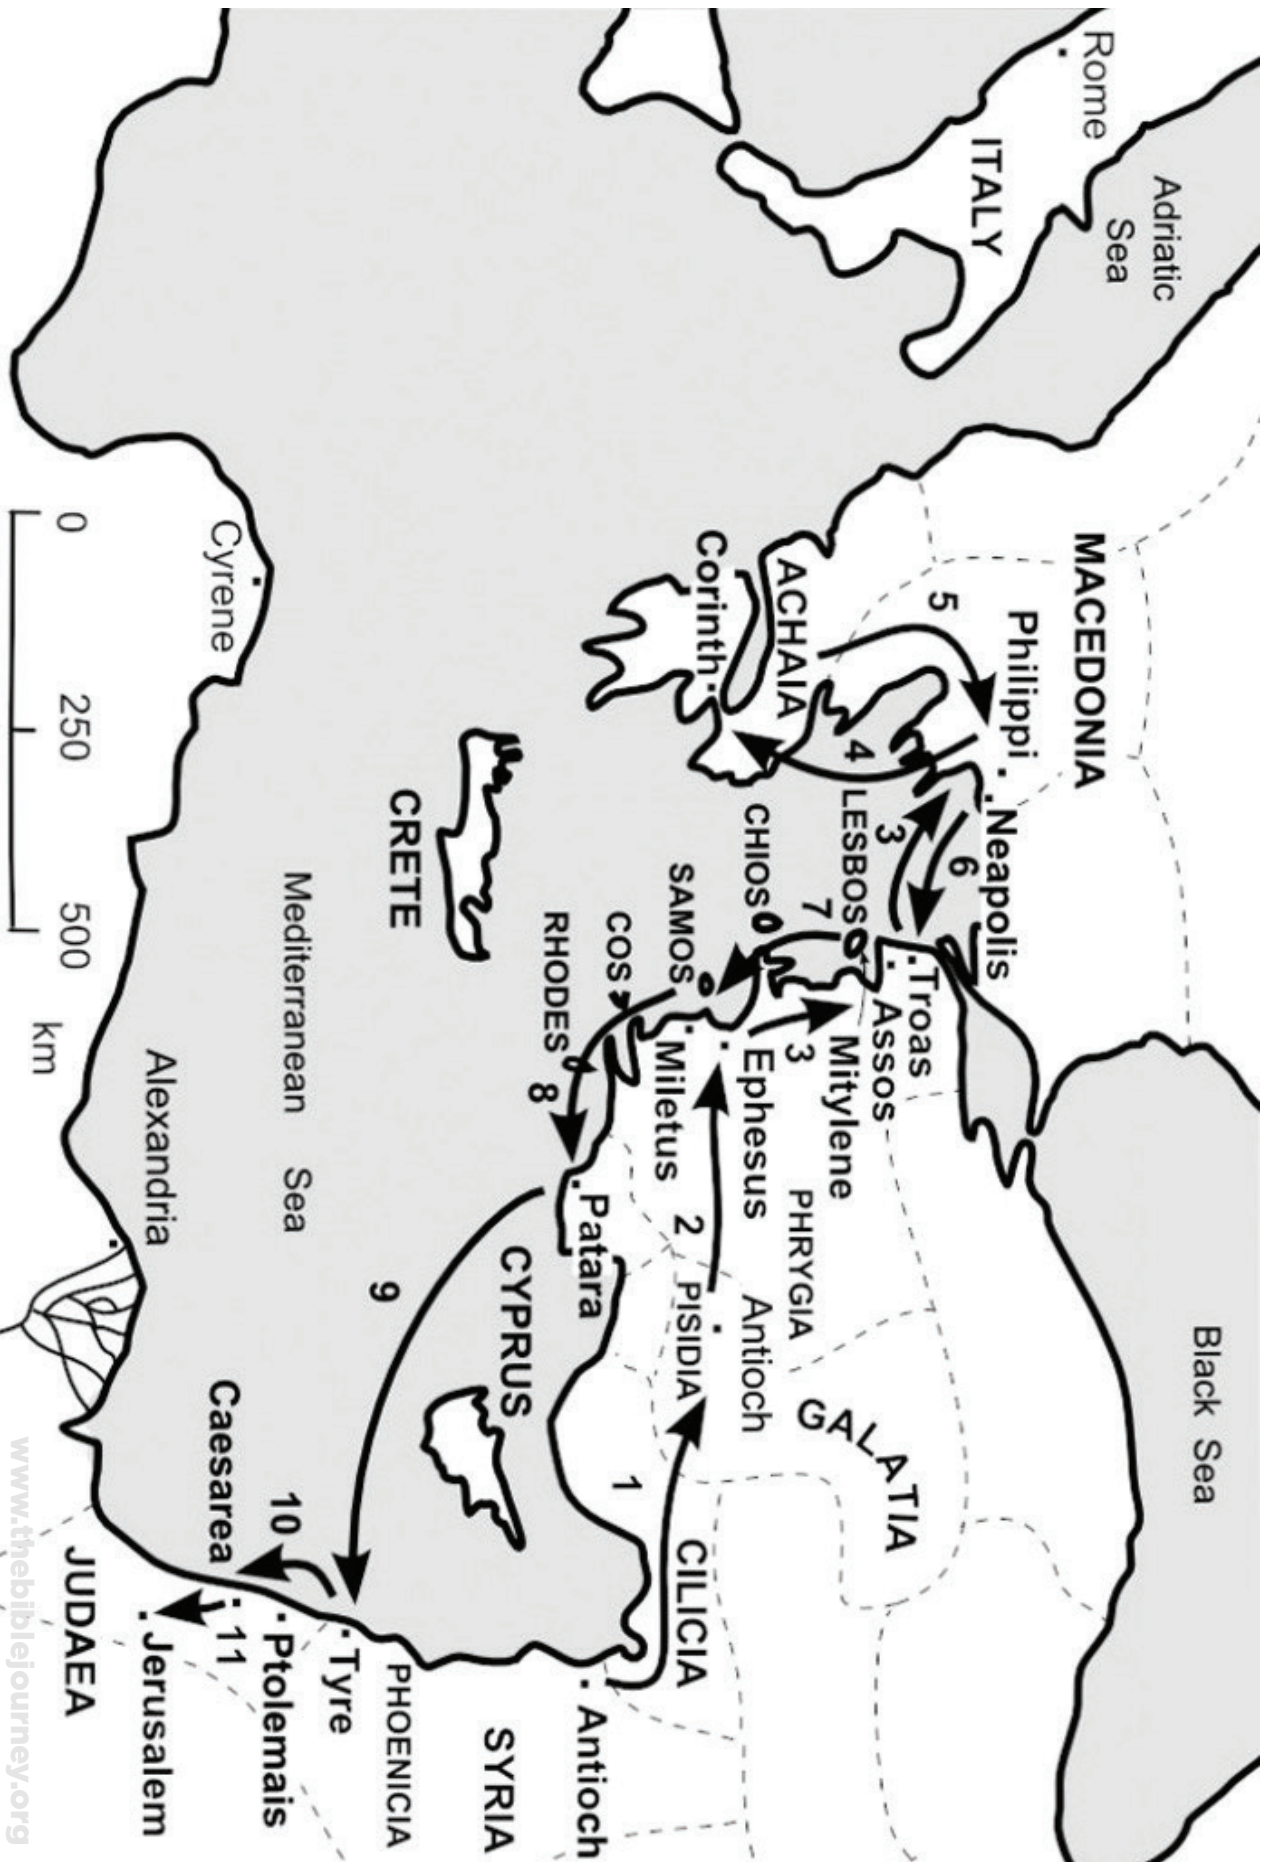 Rome
Adriatic
Sea
ITALY
MACEDONIA
Philippi
Neapolis
5
6
3
4
ACHAIA
Corinth
LESBOS
CHIOS
7
SAMOS
COS
RHODES
8
Troas
Assos
Mitylene
3
Ephesus
Miletus
2
Patara
PHRYGIA
PISIDIA
Antioch
GALATIA
Black Sea
CILICIA
1
Antioch
SYRIA
CYPRUS
CRETE
9
PHOENICIA
Tyre
Ptolemais
10
Caesarea
11
Jerusalem
JUDAEA
Mediterranean Sea
Alexandria
Cyrene
0 250 500 km
www.thebiblejourney.org